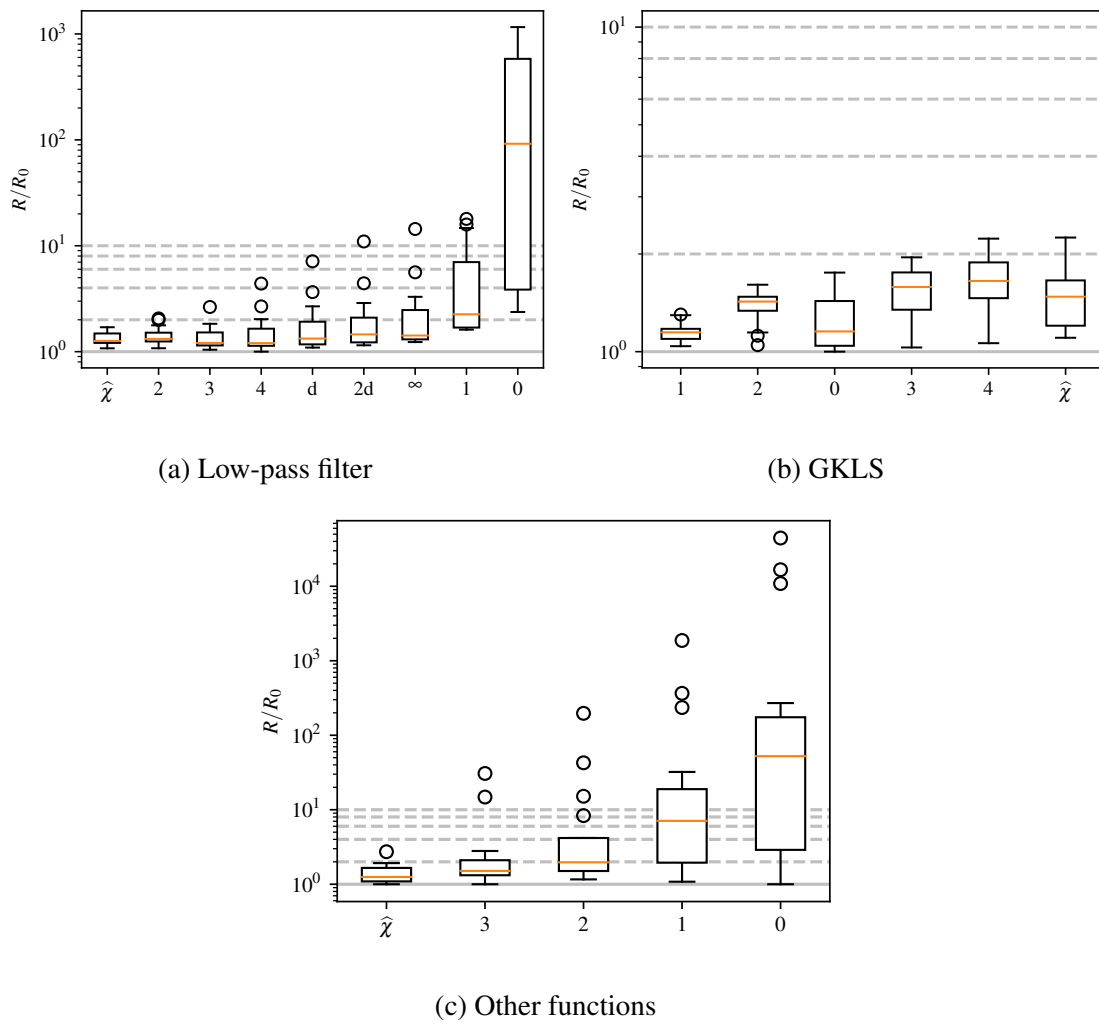 10³
10²
10¹
10⁰
R/R₀
χ̂ 2 3 4 d 2d ∞ 1 0
(a) Low-pass filter
10¹
10⁰
R/R₀
1 2 0 3 4 χ̂
(b) GKLS
10⁴
10³
10²
10¹
10⁰
R/R₀
χ̂ 3 2 1 0
(c) Other functions